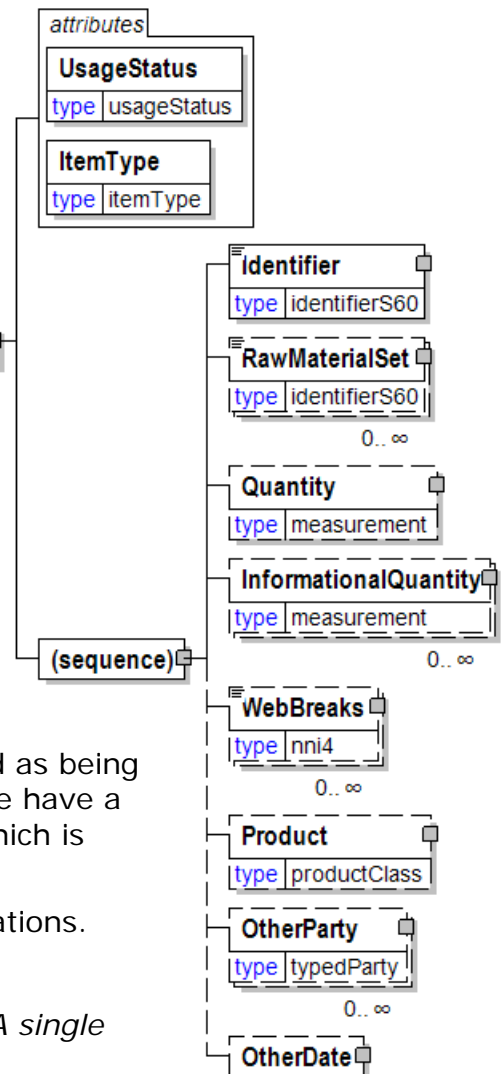 attributes
UsageStatus
type usageStatus
ItemType
type itemType
Identifier
type identifierS60
RawMaterialSet
type identifierS60
0.. ∞
Quantity
type measurement
InformationalQuantity
type measurement
0.. ∞
(sequence)
WebBreaks
type nni4
0.. ∞
Product
type productClass
OtherParty
type typedParty
0.. ∞
OtherDate
as being
e have a
hich is
ations.
A single